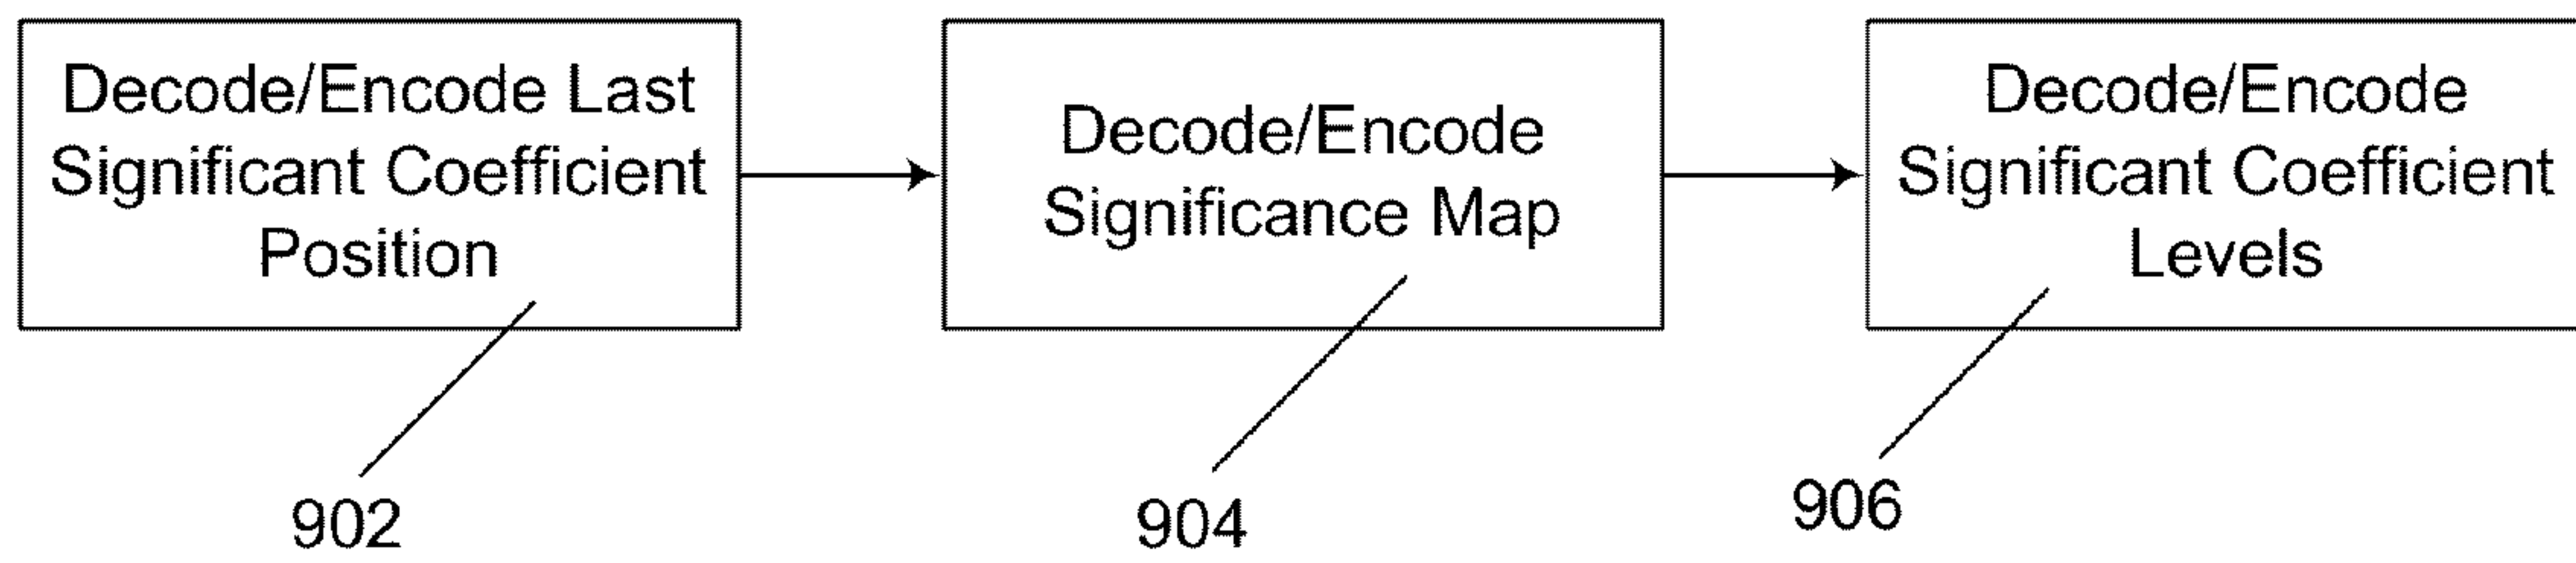 Decode/Encode Last
Significant Coefficient
Position
Decode/Encode
Significance Map
Decode/Encode
Significant Coefficient
Levels
902
904
906